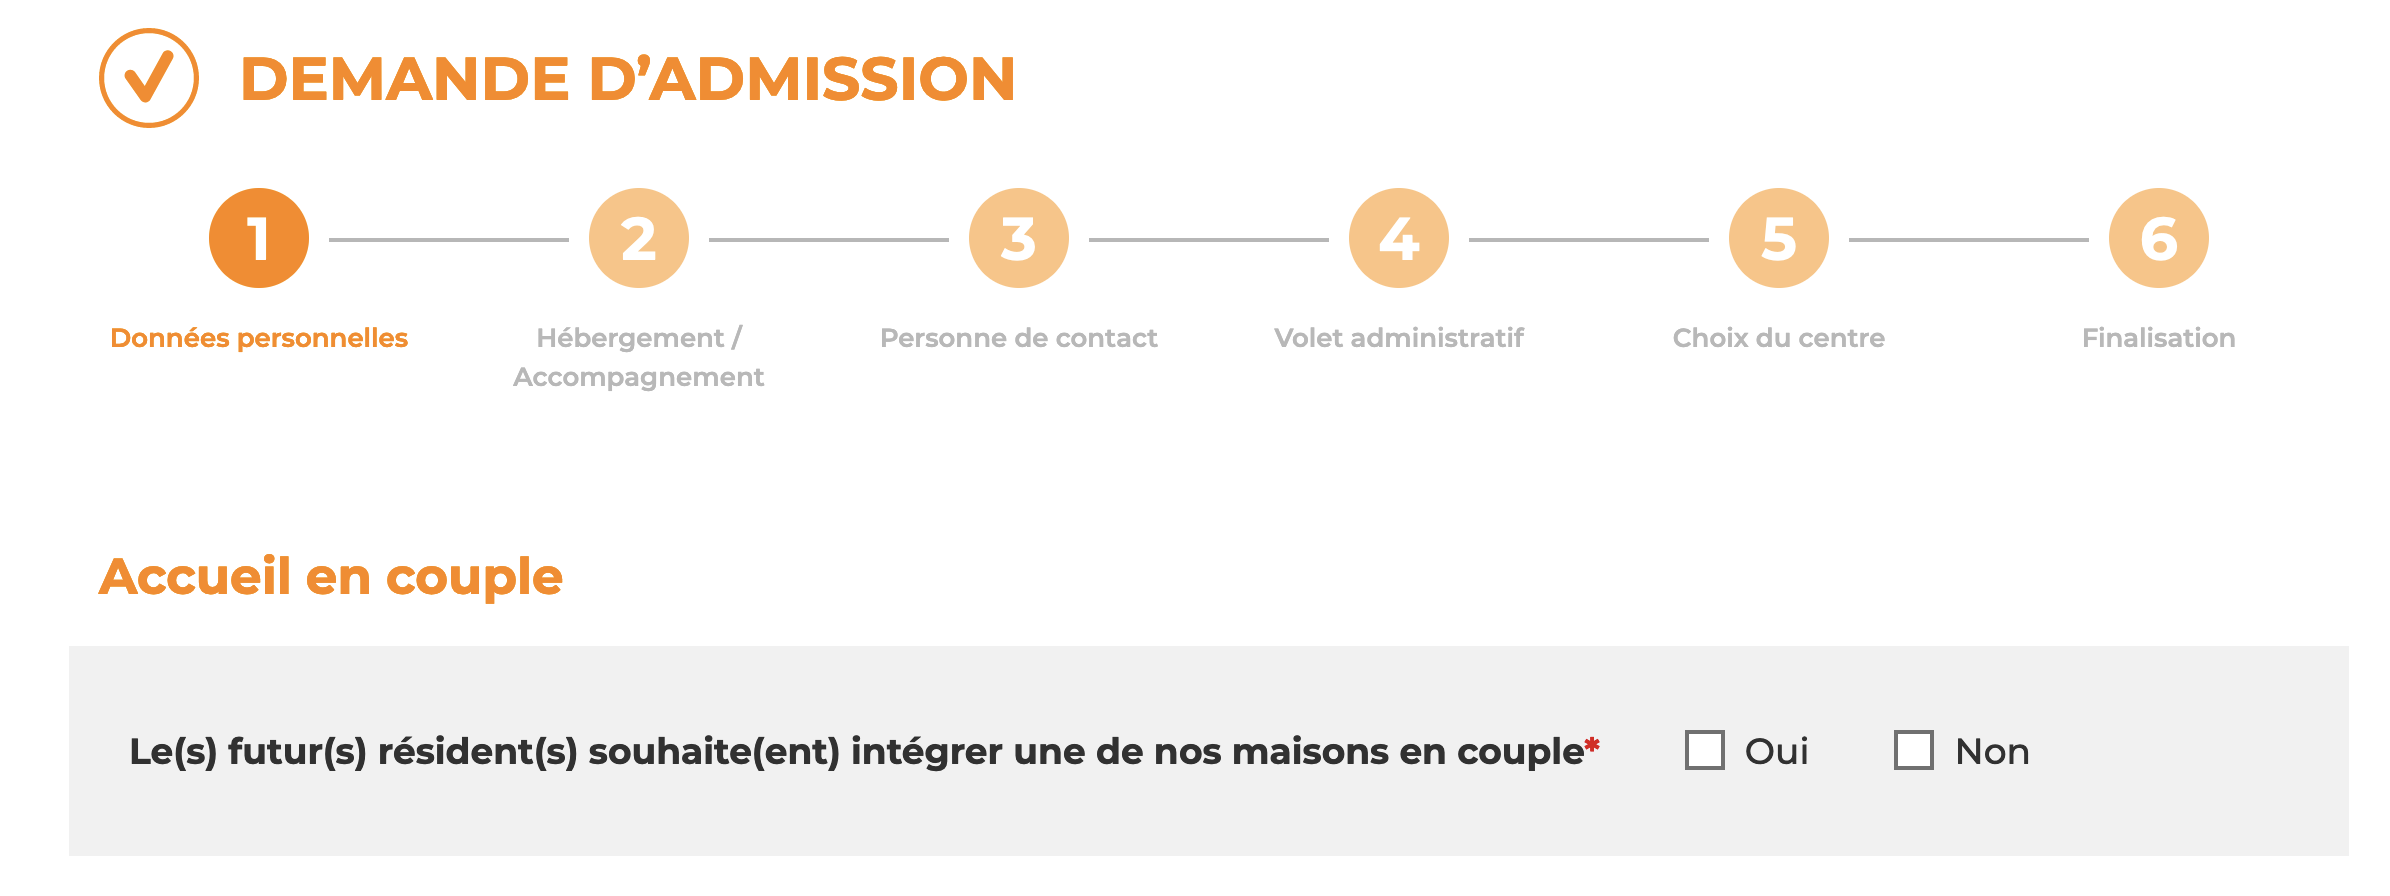 DEMANDE D’ADMISSION
1 2 3 4 5 6
Données personnelles
Hébergement /
Accompagnement
Personne de contact
Volet administratif
Choix du centre
Finalisation
Accueil en couple
Le(s) futur(s) résident(s) souhaite(ent) intégrer une de nos maisons en couple* Oui Non